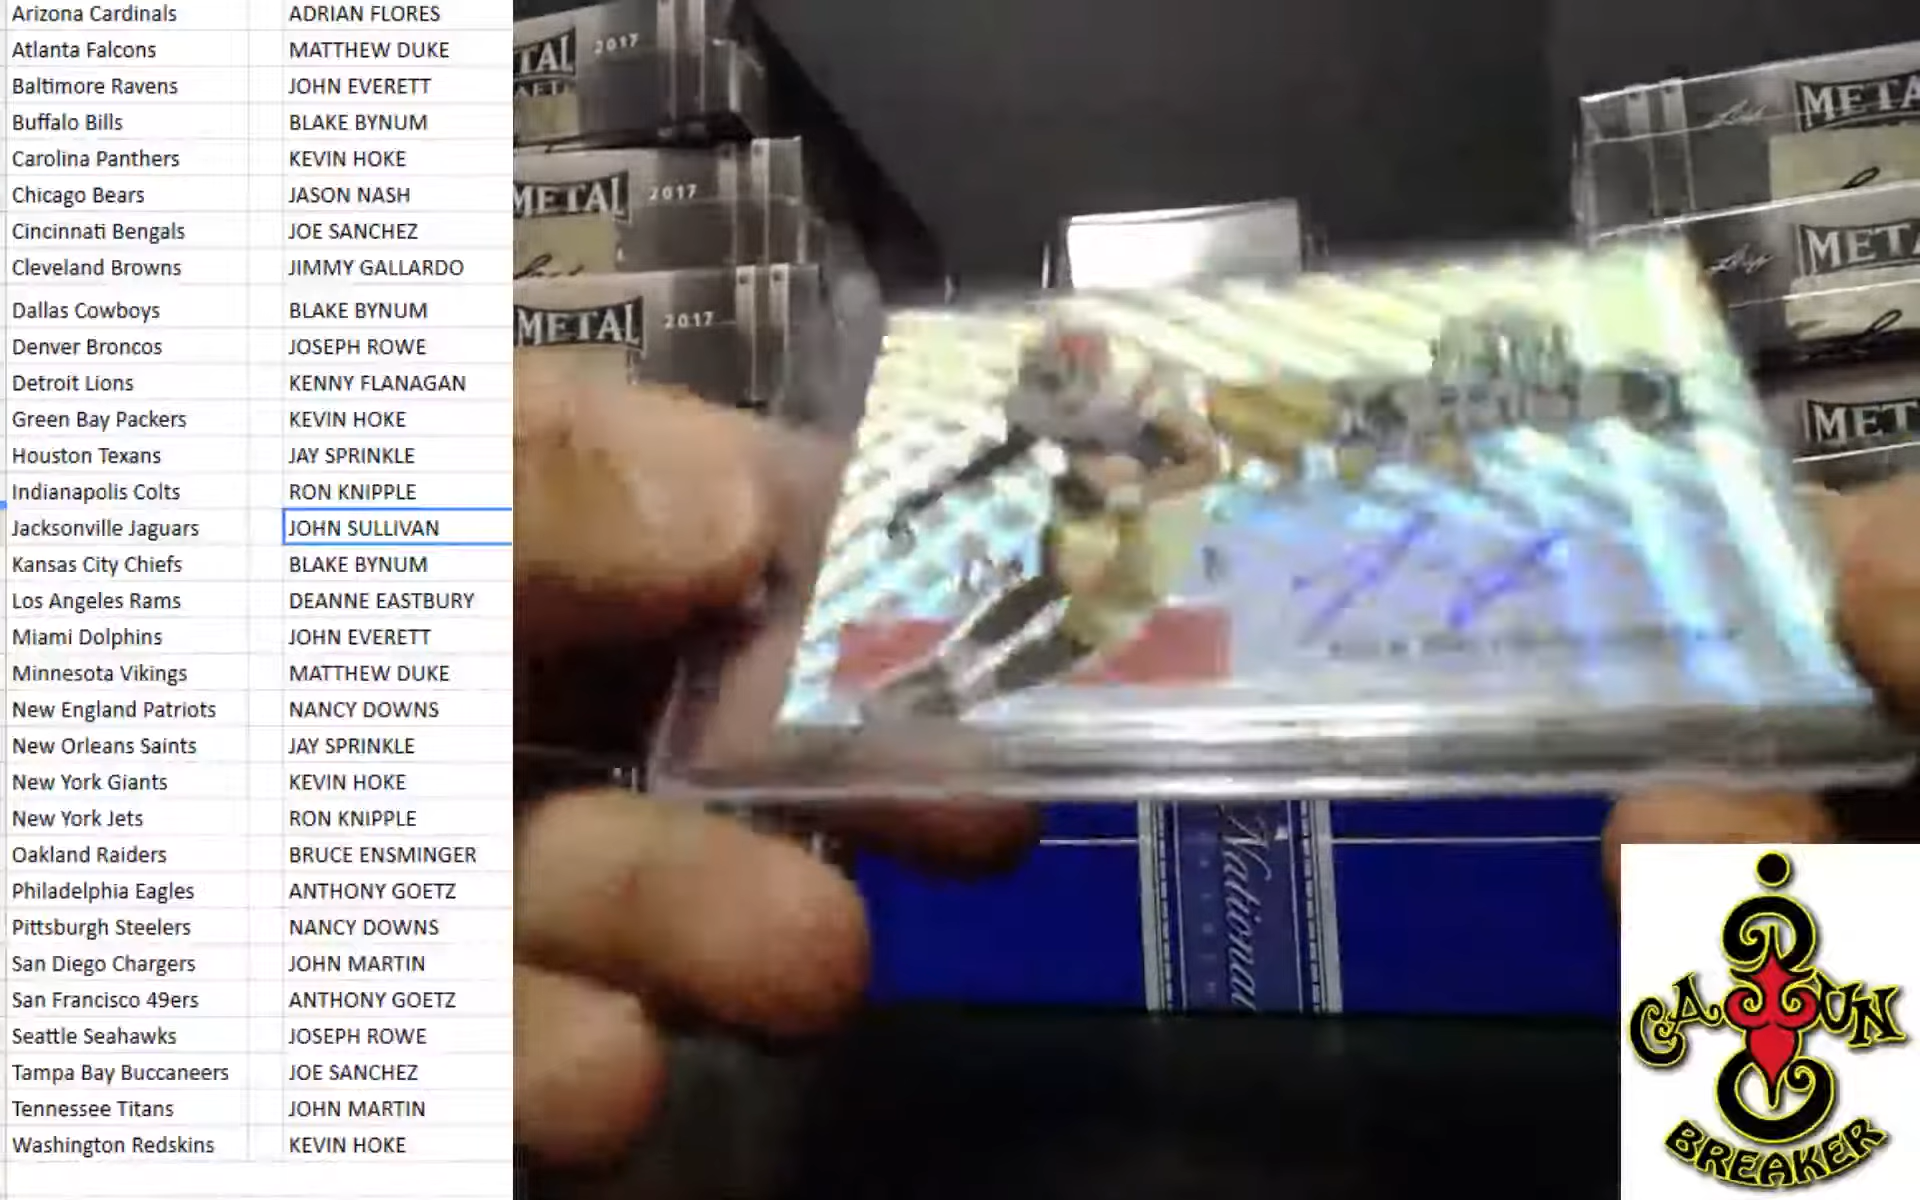 Arizona Cardinals ADRIAN FLORES
Atlanta Falcons MATTHEW DUKE
Baltimore Ravens JOHN EVERETT
Buffalo Bills BLAKE BYNUM
Carolina Panthers KEVIN HOKE
Chicago Bears JASON NASH
Cincinnati Bengals JOE SANCHEZ
Cleveland Browns JIMMY GALLARDO
Dallas Cowboys BLAKE BYNUM
Denver Broncos JOSEPH ROWE
Detroit Lions KENNY FLANAGAN
Green Bay Packers KEVIN HOKE
Houston Texans JAY SPRINKLE
Indianapolis Colts RON KNIPPLE
Jacksonville Jaguars JOHN SULLIVAN
Kansas City Chiefs BLAKE BYNUM
Los Angeles Rams DEANNE EASTBURY
Miami Dolphins JOHN EVERETT
Minnesota Vikings MATTHEW DUKE
New England Patriots NANCY DOWNS
New Orleans Saints JAY SPRINKLE
New York Giants KEVIN HOKE
New York Jets RON KNIPPLE
Oakland Raiders BRUCE ENSMINGER
Philadelphia Eagles ANTHONY GOETZ
Pittsburgh Steelers NANCY DOWNS
San Diego Chargers JOHN MARTIN
San Francisco 49ers ANTHONY GOETZ
Seattle Seahawks JOSEPH ROWE
Tampa Bay Buccaneers JOE SANCHEZ
Tennessee Titans JOHN MARTIN
Washington Redskins KEVIN HOKE
TAL 2017
METAL 2017
METAL 2017
META
META
MET
National
CAJUN
BREAKER